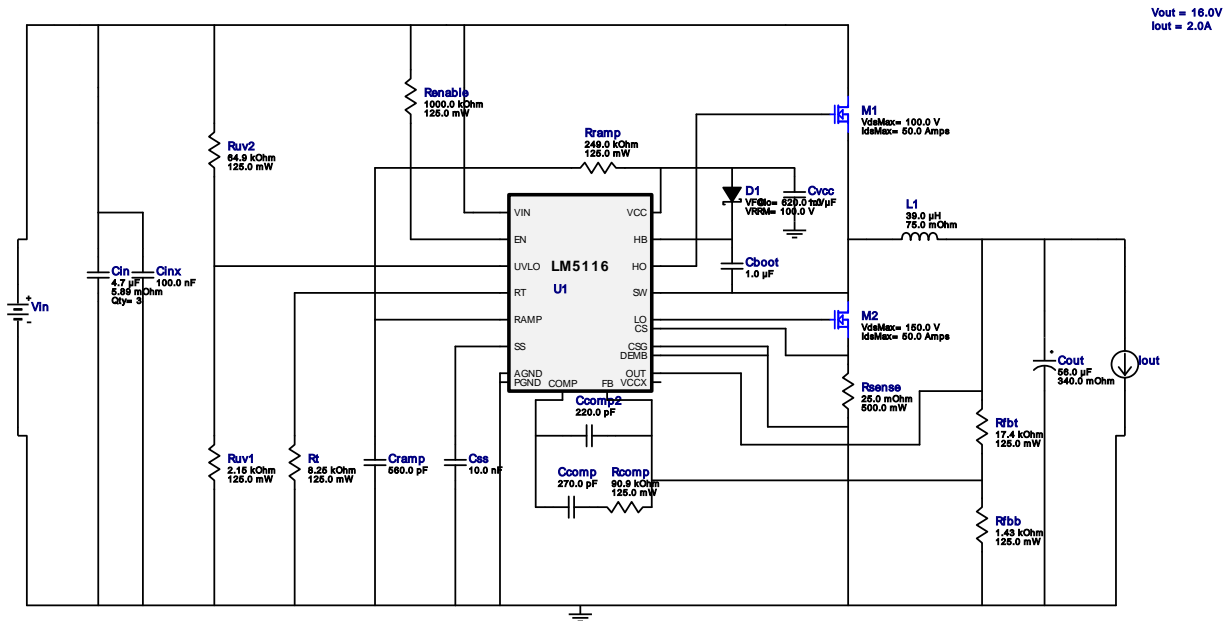 Vout = 16.0V
Iout = 2.0A
Renable
1000.0 kOhm
125.0 mW
M1
VdsMax= 100.0 V
IdsMax= 50.0 Amps
Rramp
249.0 kOhm
125.0 mW
Ruv2
64.9 kOhm
125.0 mW
D1
VRRM= 100.0 V
Cvcc
L1
39.0 µH
75.0 mOhm
VIN
VCC
EN
HB
UVLO
LM5116
HO
U1
RT
SW
RAMP
LO
CS
SS
CSG
DEMB
AGND
OUT
PGND
VCCX
COMP
FB
Cboot
1.0 µF
Cin
4.7 µF
5.89 mOhm
Qty= 3
Cinx
100.0 nF
Vin
M2
VdsMax= 150.0 V
IdsMax= 50.0 Amps
Cout
56.0 µF
340.0 mOhm
Iout
Rsense
25.0 mOhm
500.0 mW
Ccomp2
220.0 pF
Rfbt
17.4 kOhm
125.0 mW
Ruv1
2.15 kOhm
125.0 mW
Rt
8.25 kOhm
125.0 mW
Cramp
560.0 pF
Css
10.0 nF
Ccomp
270.0 pF
Rcomp
90.9 kOhm
125.0 mW
Rfbb
1.43 kOhm
125.0 mW